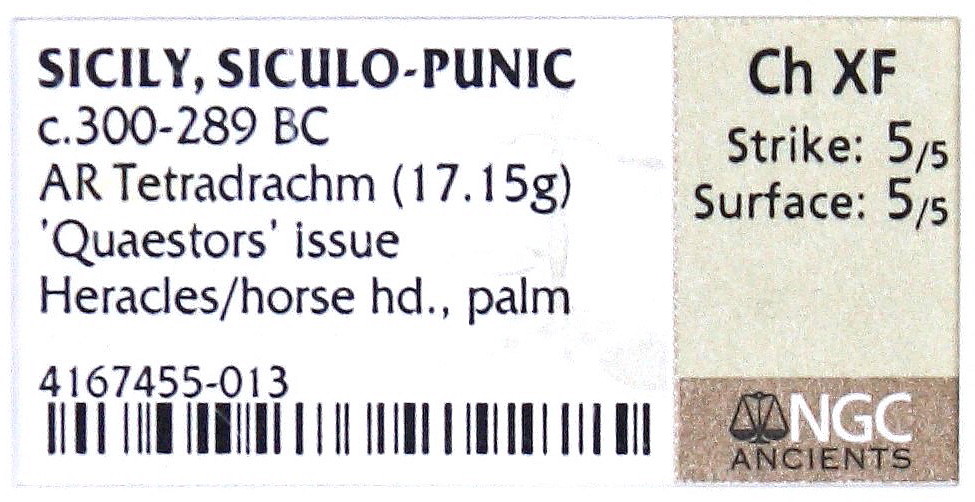 SICILY, SICULO-PUNIC
c.300-289 BC
AR Tetradrachm (17.15g)
'Quaestors' issue
Heracles/horse hd., palm
4167455-013
Ch XF
Strike: 5/5
Surface: 5/5
NGC
ANCIENTS